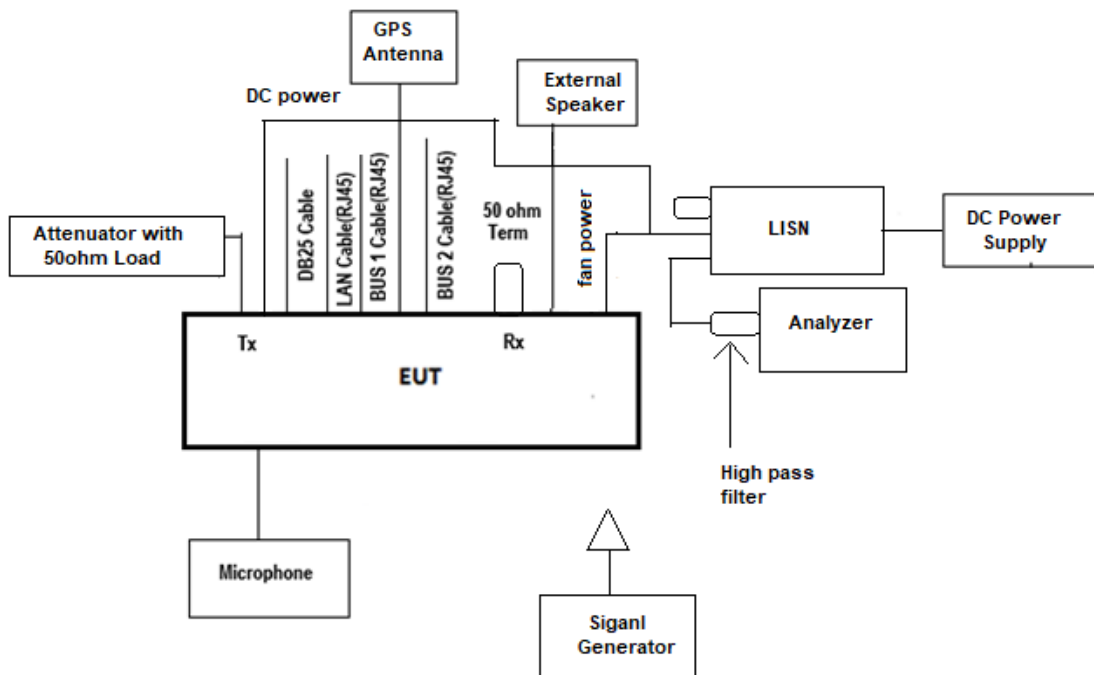 GPS
Antenna
External
Speaker
DC power
DB25 Cable
LAN Cable(RJ45)
BUS 1 Cable(RJ45)
BUS 2 Cable(RJ45)
50 ohm
Term
fan power
LISN
DC Power
Supply
Attenuator with
50ohm Load
Analyzer
Tx
Rx
EUT
High pass
filter
Microphone
Siganl
Generator